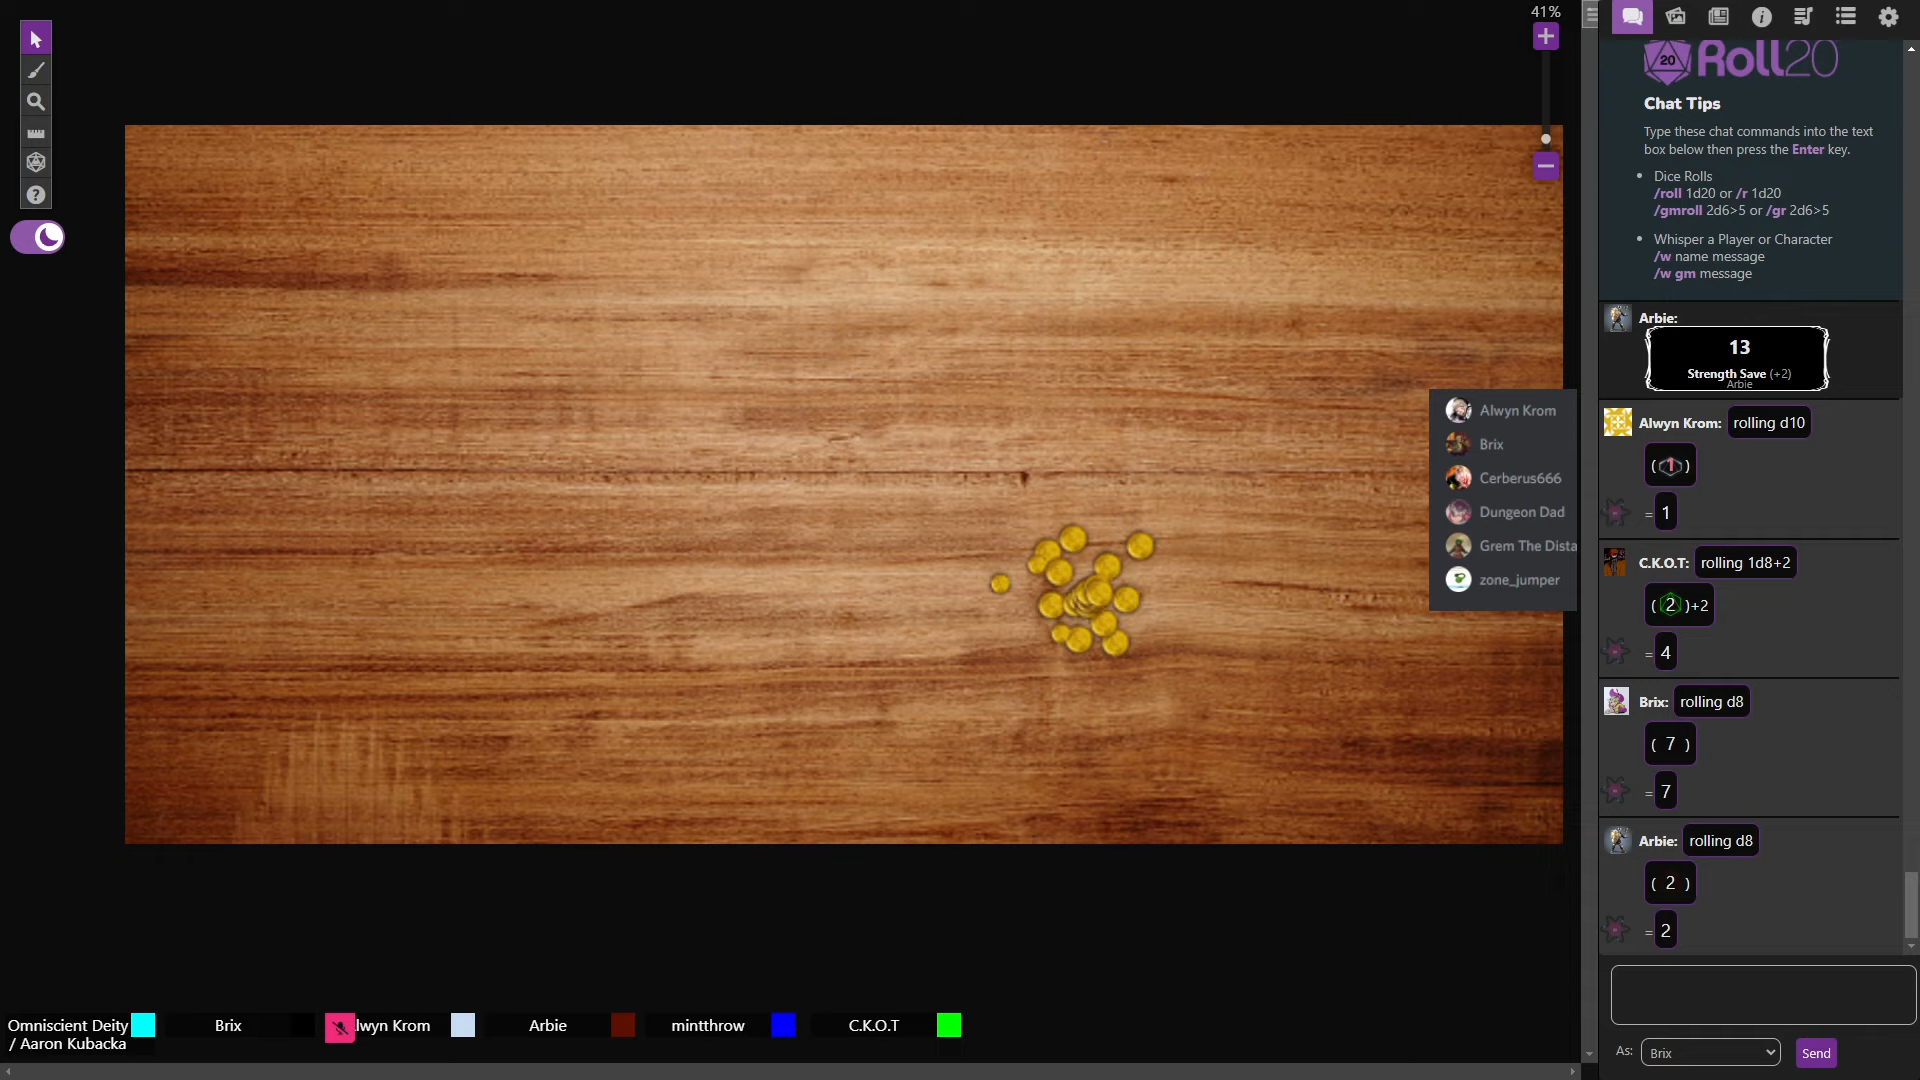 41%
20 Roll20
Chat Tips
Type these chat commands into the text
box below then press the Enter key.
Dice Rolls
/roll 1d20 or /r 1d20
/gmroll 2d6>5 or /gr 2d6>5
Whisper a Player or Character
/w name message
/w gm message
Arbie:
13
Strength Save (+2)
Arbie
Alwyn Krom: rolling d10
(1)
=1
C.K.O.T: rolling 1d8+2
(2)+2
=4
Brix: rolling d8
(7)
=7
Arbie: rolling d8
(2)
=2
As: Brix Send
Alwyn Krom
Brix
Cerberus666
Dungeon Dad
Grem The Dista
zone_jumper
Omniscient Deity
/ Aaron Kubacka
Brix
lwyn Krom
Arbie
mintthrow
C.K.O.T